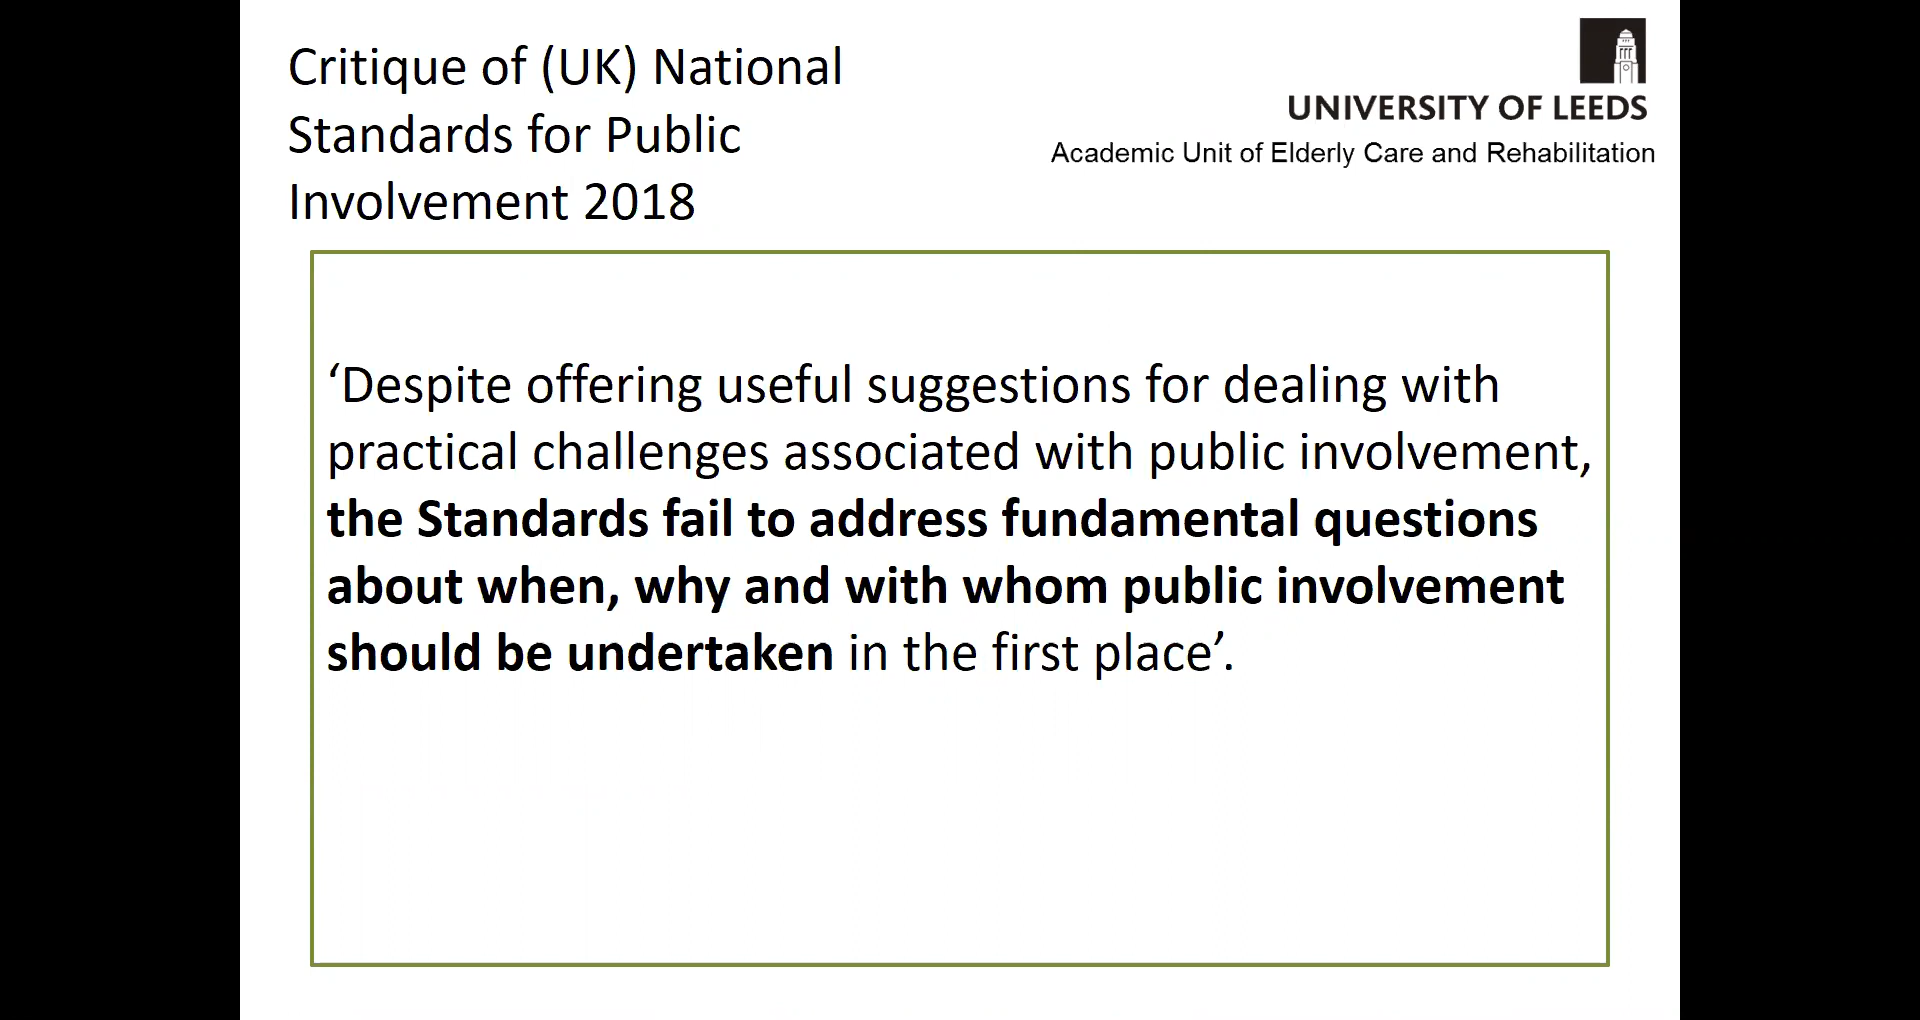 Critique of (UK) National
Standards for Public
Involvement 2018
UNIVERSITY OF LEEDS
Academic Unit of Elderly Care and Rehabilitation
‘Despite offering useful suggestions for dealing with
practical challenges associated with public involvement,
the Standards fail to address fundamental questions
about when, why and with whom public involvement
should be undertaken in the first place’.